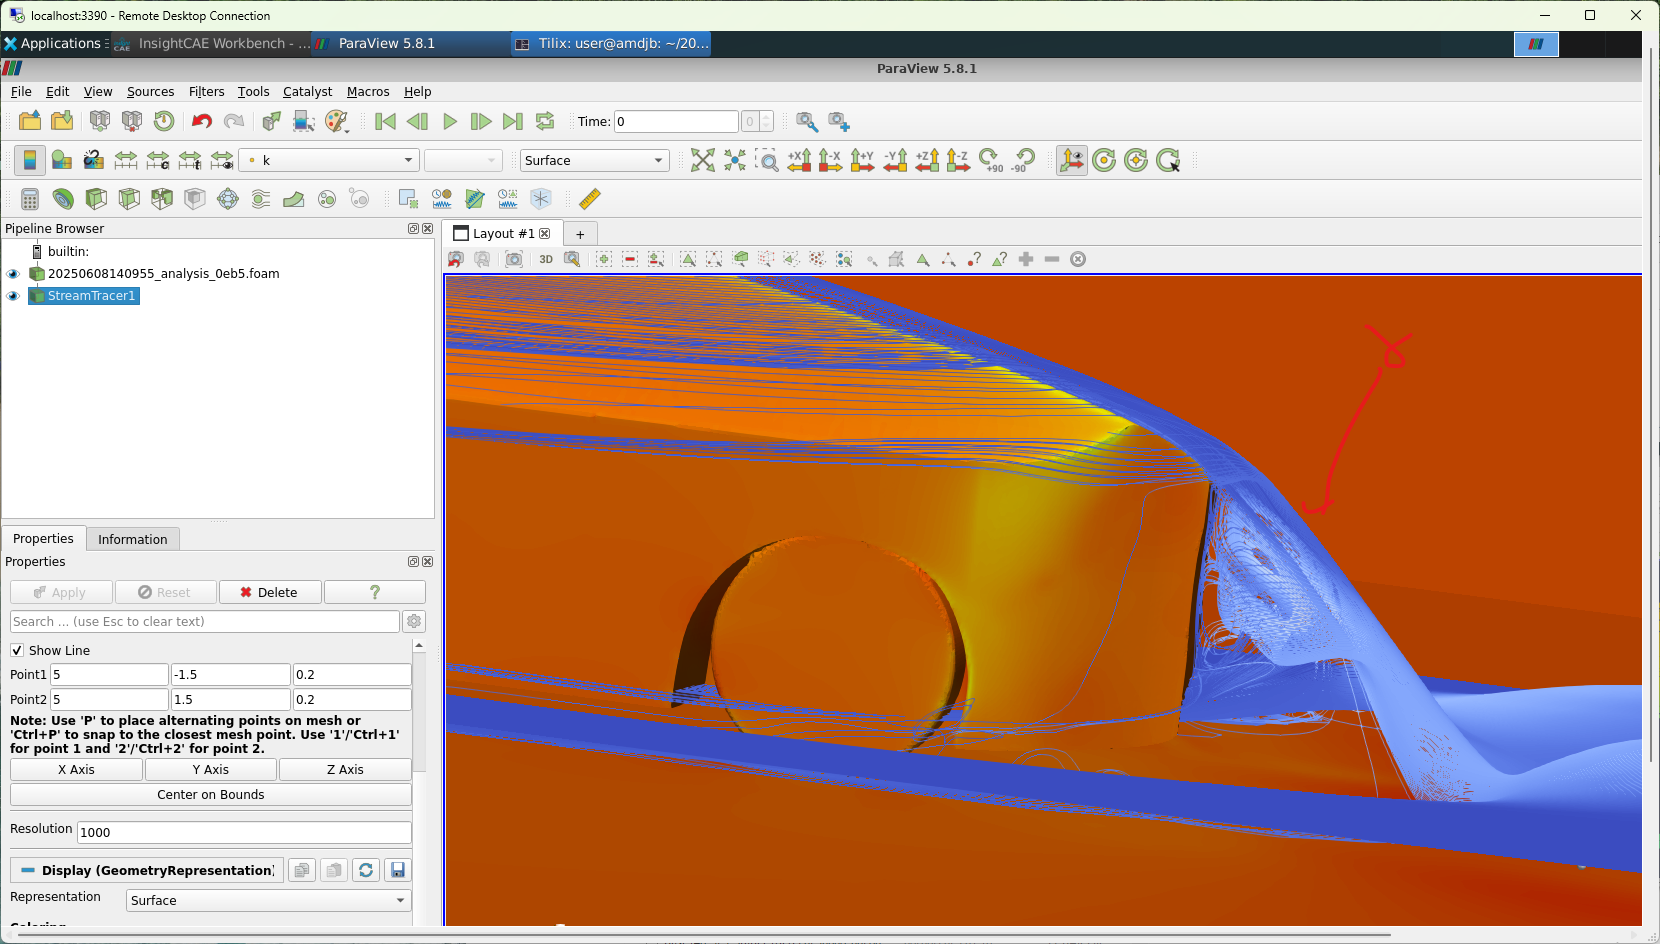 localhost:3390 - Remote Desktop Connection
Applications
InsightCAE Workbench - ...
ParaView 5.8.1
Tilix: user@amdjb: ~/20...
ParaView 5.8.1
File Edit View Sources Filters Tools Catalyst Macros Help
Time: 0
0
k
Surface
+X -X +Y -Y +Z -Z +90 -90
Pipeline Browser
Layout #1
+
builtin:
3D
20250608140955_analysis_0eb5.foam
StreamTracer1
Properties Information
Properties
Apply Reset Delete ?
Search ... (use Esc to clear text)
Show Line
Point1 5 -1.5 0.2
Point2 5 1.5 0.2
Note: Use 'P' to place alternating points on mesh or
'Ctrl+P' to snap to the closest mesh point. Use '1'/'Ctrl+1'
for point 1 and '2'/'Ctrl+2' for point 2.
X Axis Y Axis Z Axis
Center on Bounds
Resolution 1000
Display (GeometryRepresentation)
Representation Surface